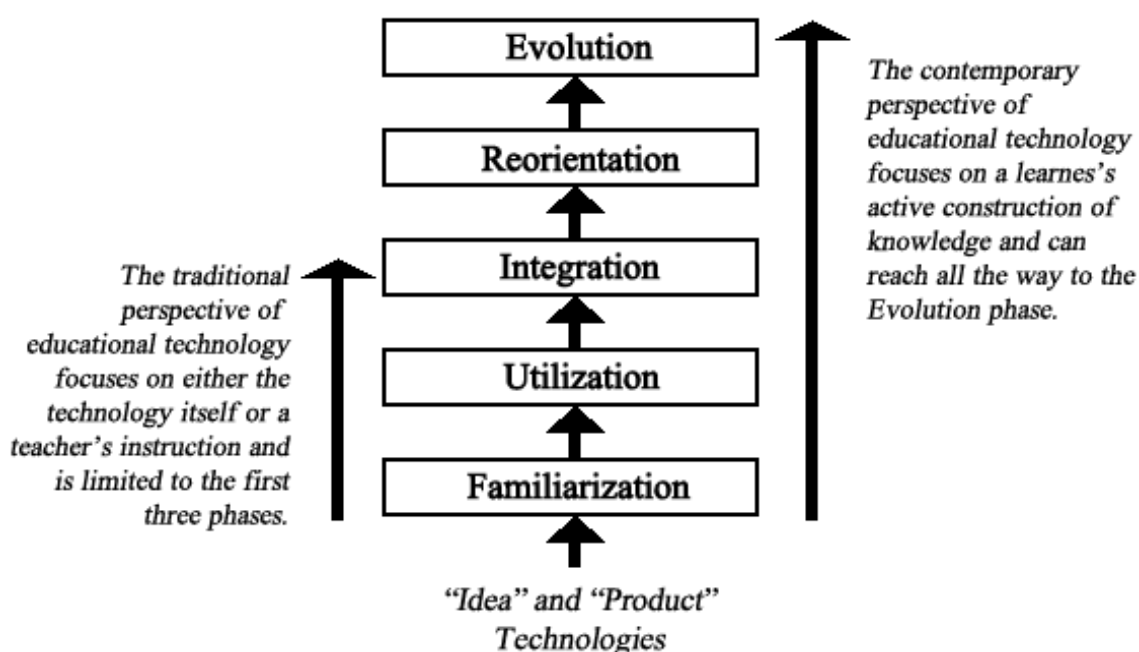 Evolution
Reorientation
Integration
Utilization
Familiarization
“Idea” and “Product”
Technologies
The traditional
perspective of
educational technology
focuses on either the
technology itself or a
teacher’s instruction and
is limited to the first
three phases.
The contemporary
perspective of
educational technology
focuses on a learnes’s
active construction of
knowledge and can
reach all the way to the
Evolution phase.